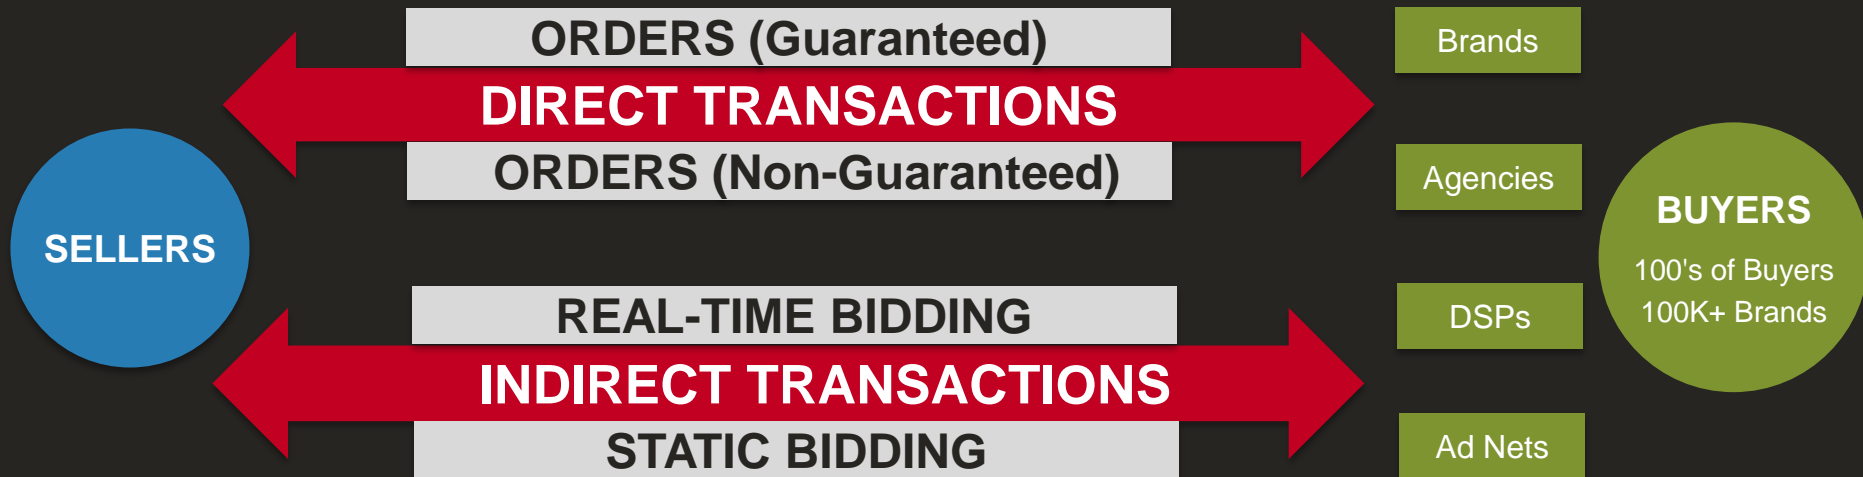 ORDERS (Guaranteed)
DIRECT TRANSACTIONS
ORDERS (Non-Guaranteed)
SELLERS
REAL-TIME BIDDING
INDIRECT TRANSACTIONS
STATIC BIDDING
Brands
Agencies
DSPs
Ad Nets
BUYERS
100's of Buyers
100K+ Brands